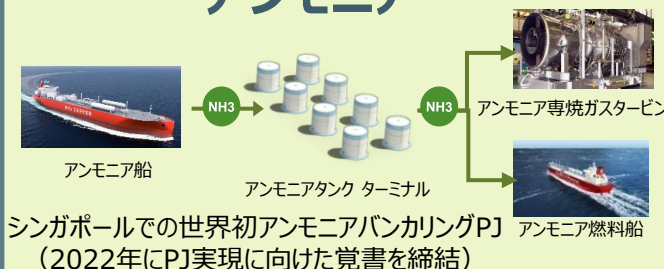 アンモニア
NH3
NH3
アンモニア専焼ガスタービン
アンモニア船
アンモニアタンク ターミナル
アンモニア燃料船
シンガポールでの世界初アンモニアバンカリングPJ
（2022年にPJ実現に向けた覚書を締結）